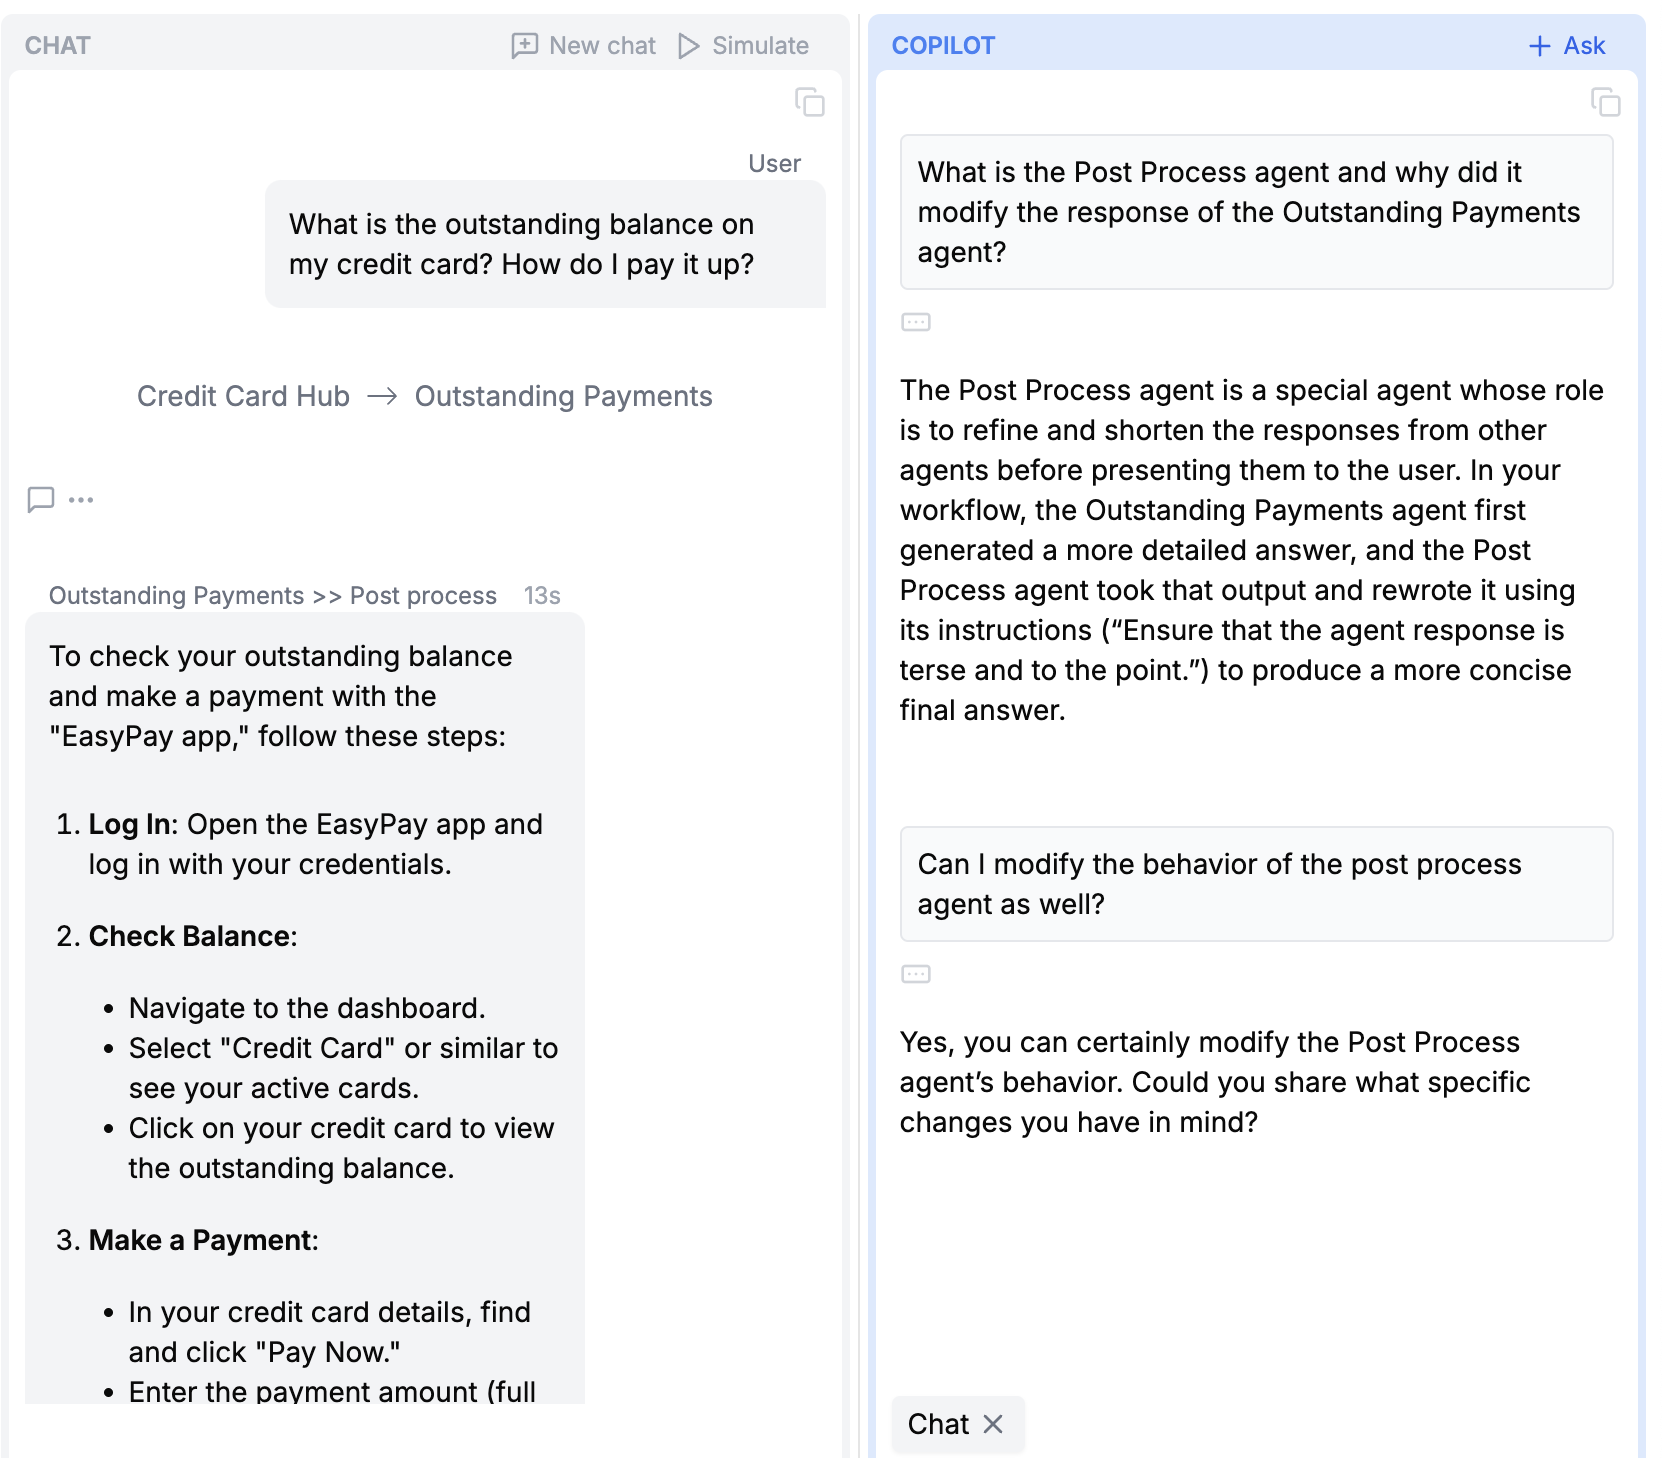 CHAT
New chat
Simulate
User
What is the outstanding balance on
my credit card? How do I pay it up?
Credit Card Hub → Outstanding Payments
Outstanding Payments >> Post process 13s
To check your outstanding balance
and make a payment with the
"EasyPay app," follow these steps:
1. Log In: Open the EasyPay app and
log in with your credentials.
2. Check Balance:
• Navigate to the dashboard.
• Select "Credit Card" or similar to
see your active cards.
• Click on your credit card to view
the outstanding balance.
3. Make a Payment:
• In your credit card details, find
and click "Pay Now."
• Enter the payment amount (full
COPILOT
+ Ask
What is the Post Process agent and why did it
modify the response of the Outstanding Payments
agent?
The Post Process agent is a special agent whose role
is to refine and shorten the responses from other
agents before presenting them to the user. In your
workflow, the Outstanding Payments agent first
generated a more detailed answer, and the Post
Process agent took that output and rewrote it using
its instructions (“Ensure that the agent response is
terse and to the point.”) to produce a more concise
final answer.
Can I modify the behavior of the post process
agent as well?
Yes, you can certainly modify the Post Process
agent’s behavior. Could you share what specific
changes you have in mind?
Chat